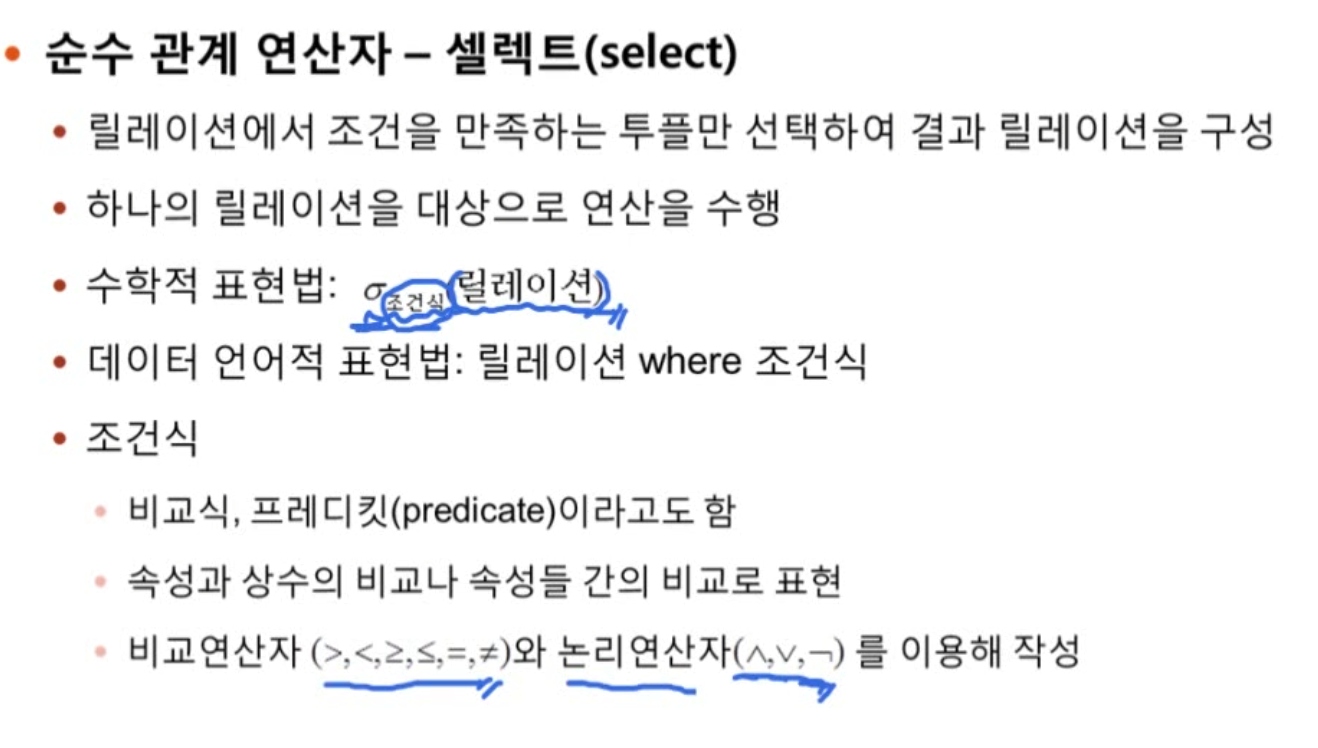 • 순수 관계 연산자 – 셀렉트(select)
• 릴레이션에서 조건을 만족하는 투플만 선택하여 결과 릴레이션을 구성
• 하나의 릴레이션을 대상으로 연산을 수행
• 수학적 표현법: σ조건식(릴레이션)
• 데이터 언어적 표현법: 릴레이션 where 조건식
• 조건식
• 비교식, 프레디킷(predicate)이라고도 함
• 속성과 상수의 비교나 속성들 간의 비교로 표현
• 비교연산자 (>,<,≥,≤,=,≠)와 논리연산자(∧,∨,¬) 를 이용해 작성